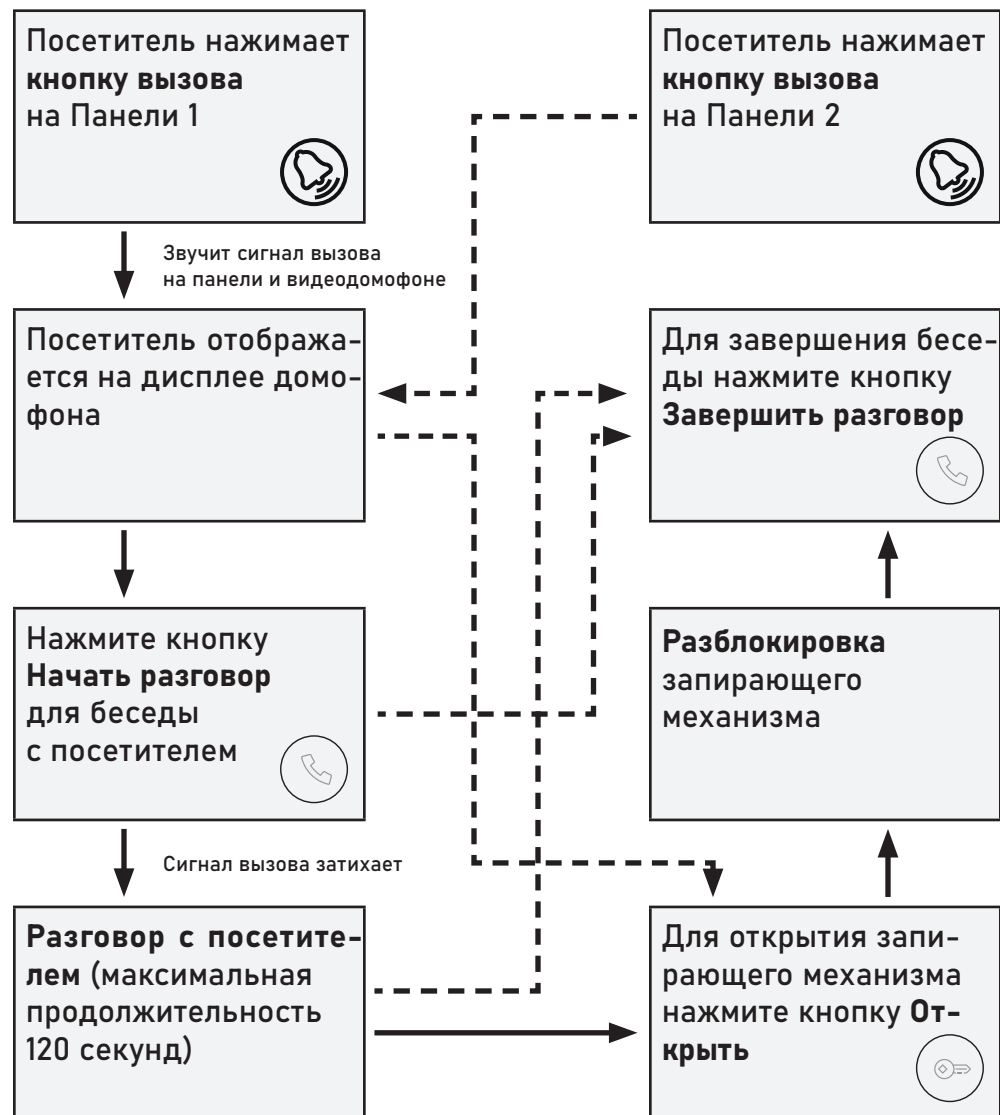 Посетитель нажимает
кнопку вызова
на Панели 1
Посетитель нажимает
кнопку вызова
на Панели 2
Звучит сигнал вызова
на панели и видеодомофоне
Посетитель отобража-
ется на дисплее домо-
фона
Для завершения бесе-
ды нажмите кнопку
Завершить разговор
Нажмите кнопку
Начать разговор
для беседы
с посетителем
Разблокировка
запирающего
механизма
Сигнал вызова затихает
Разговор с посетите-
лем (максимальная
продолжительность
120 секунд)
Для открытия запи-
рающего механизма
нажмите кнопку От-
крыть